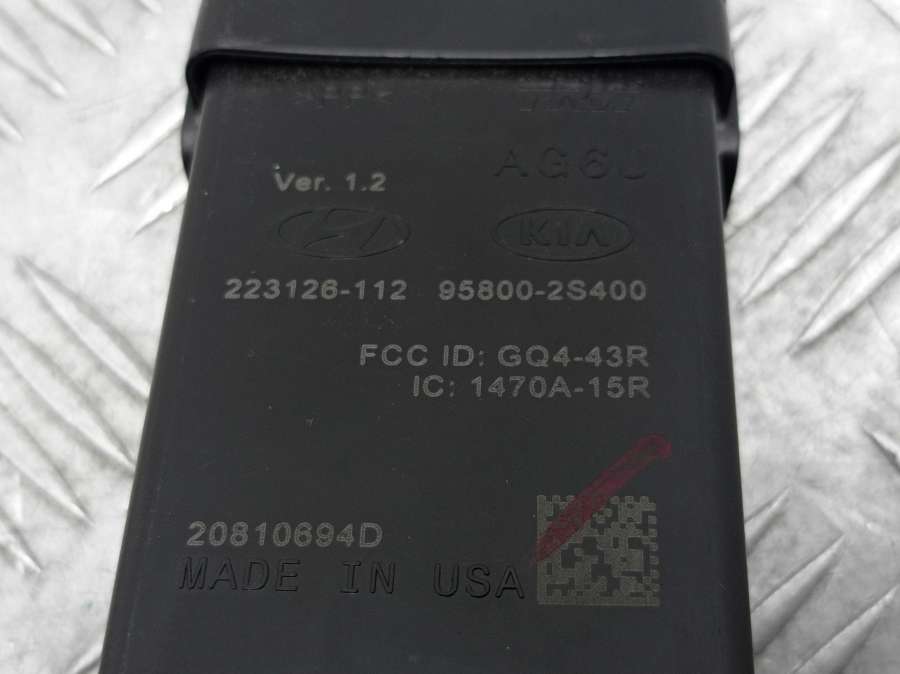 AG6J
Ver. 1.2
KIA
223126-112 95800-2S400
FCC ID: GQ4-43R
IC: 1470A-15R
20810694D
MADE IN USA